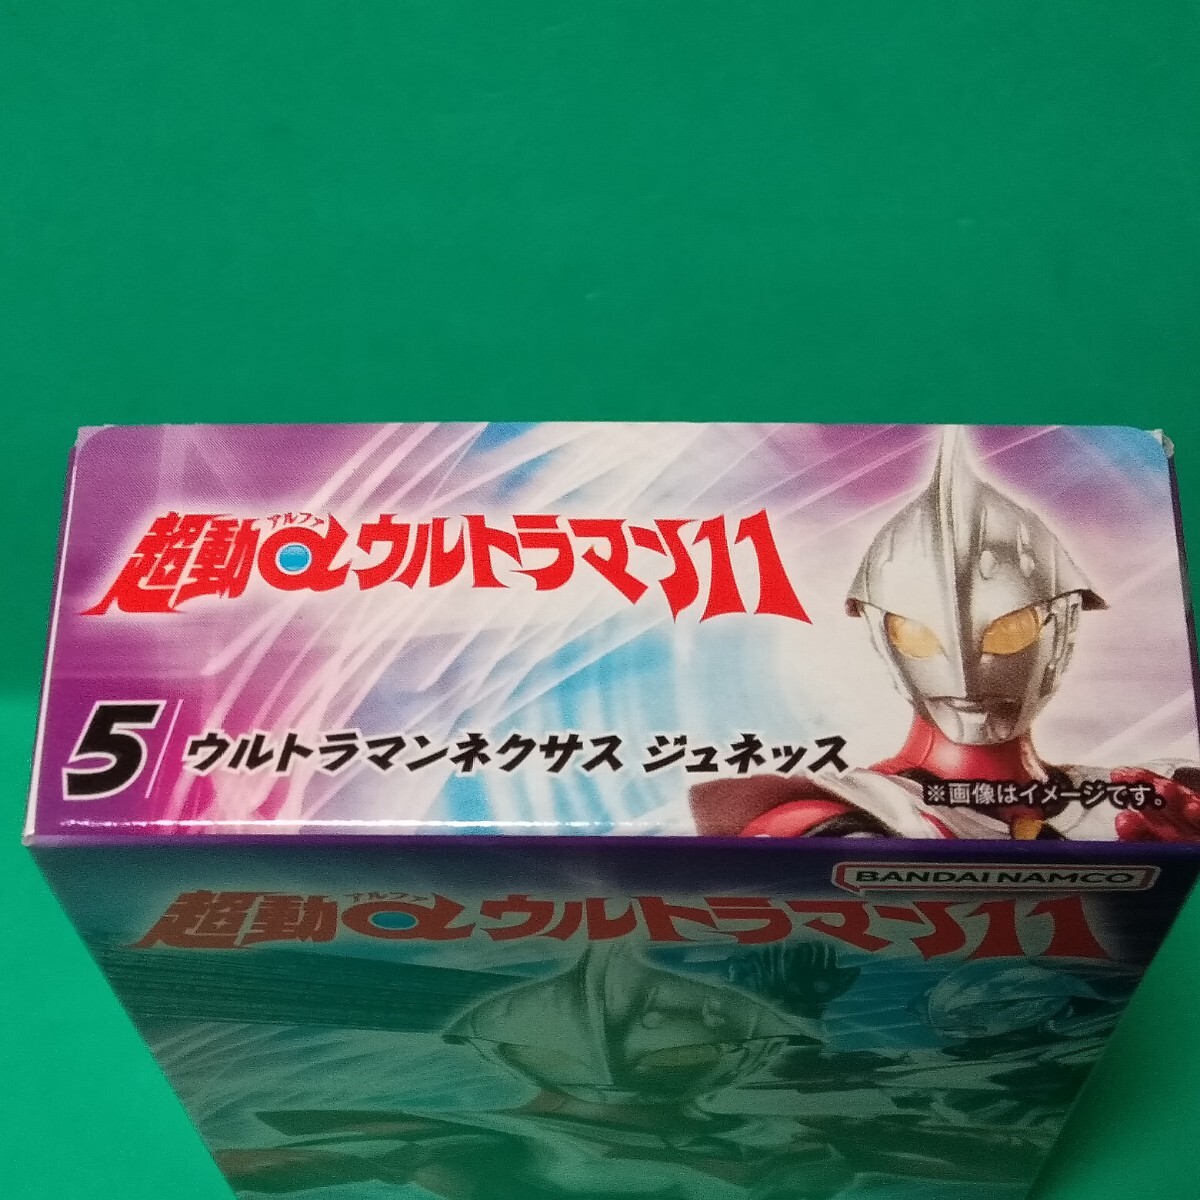 アルファ
超動αウルトラマン11
5 ウルトラマンネクサス ジュネッス
※画像はイメージです。
BANDAI NAMCO
アルファ
超動αウルトラマン11